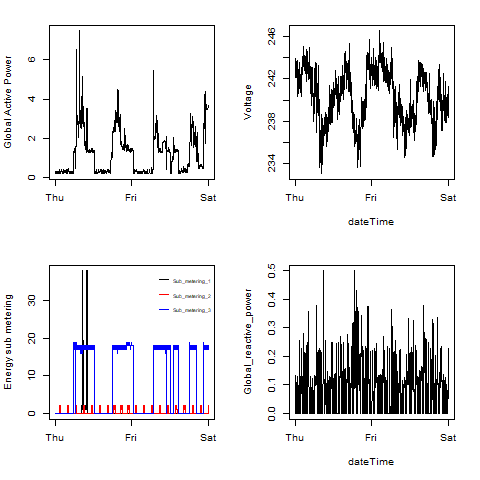 Global Active Power
0 2 4 6
Thu Fri Sat
Voltage
234 238 242 246
Thu Fri Sat
dateTime
Energy sub metering
0 10 20 30
Sub_metering_1
Sub_metering_2
Sub_metering_3
Thu Fri Sat
Global_reactive_power
0.0 0.1 0.2 0.3 0.4 0.5
Thu Fri Sat
dateTime